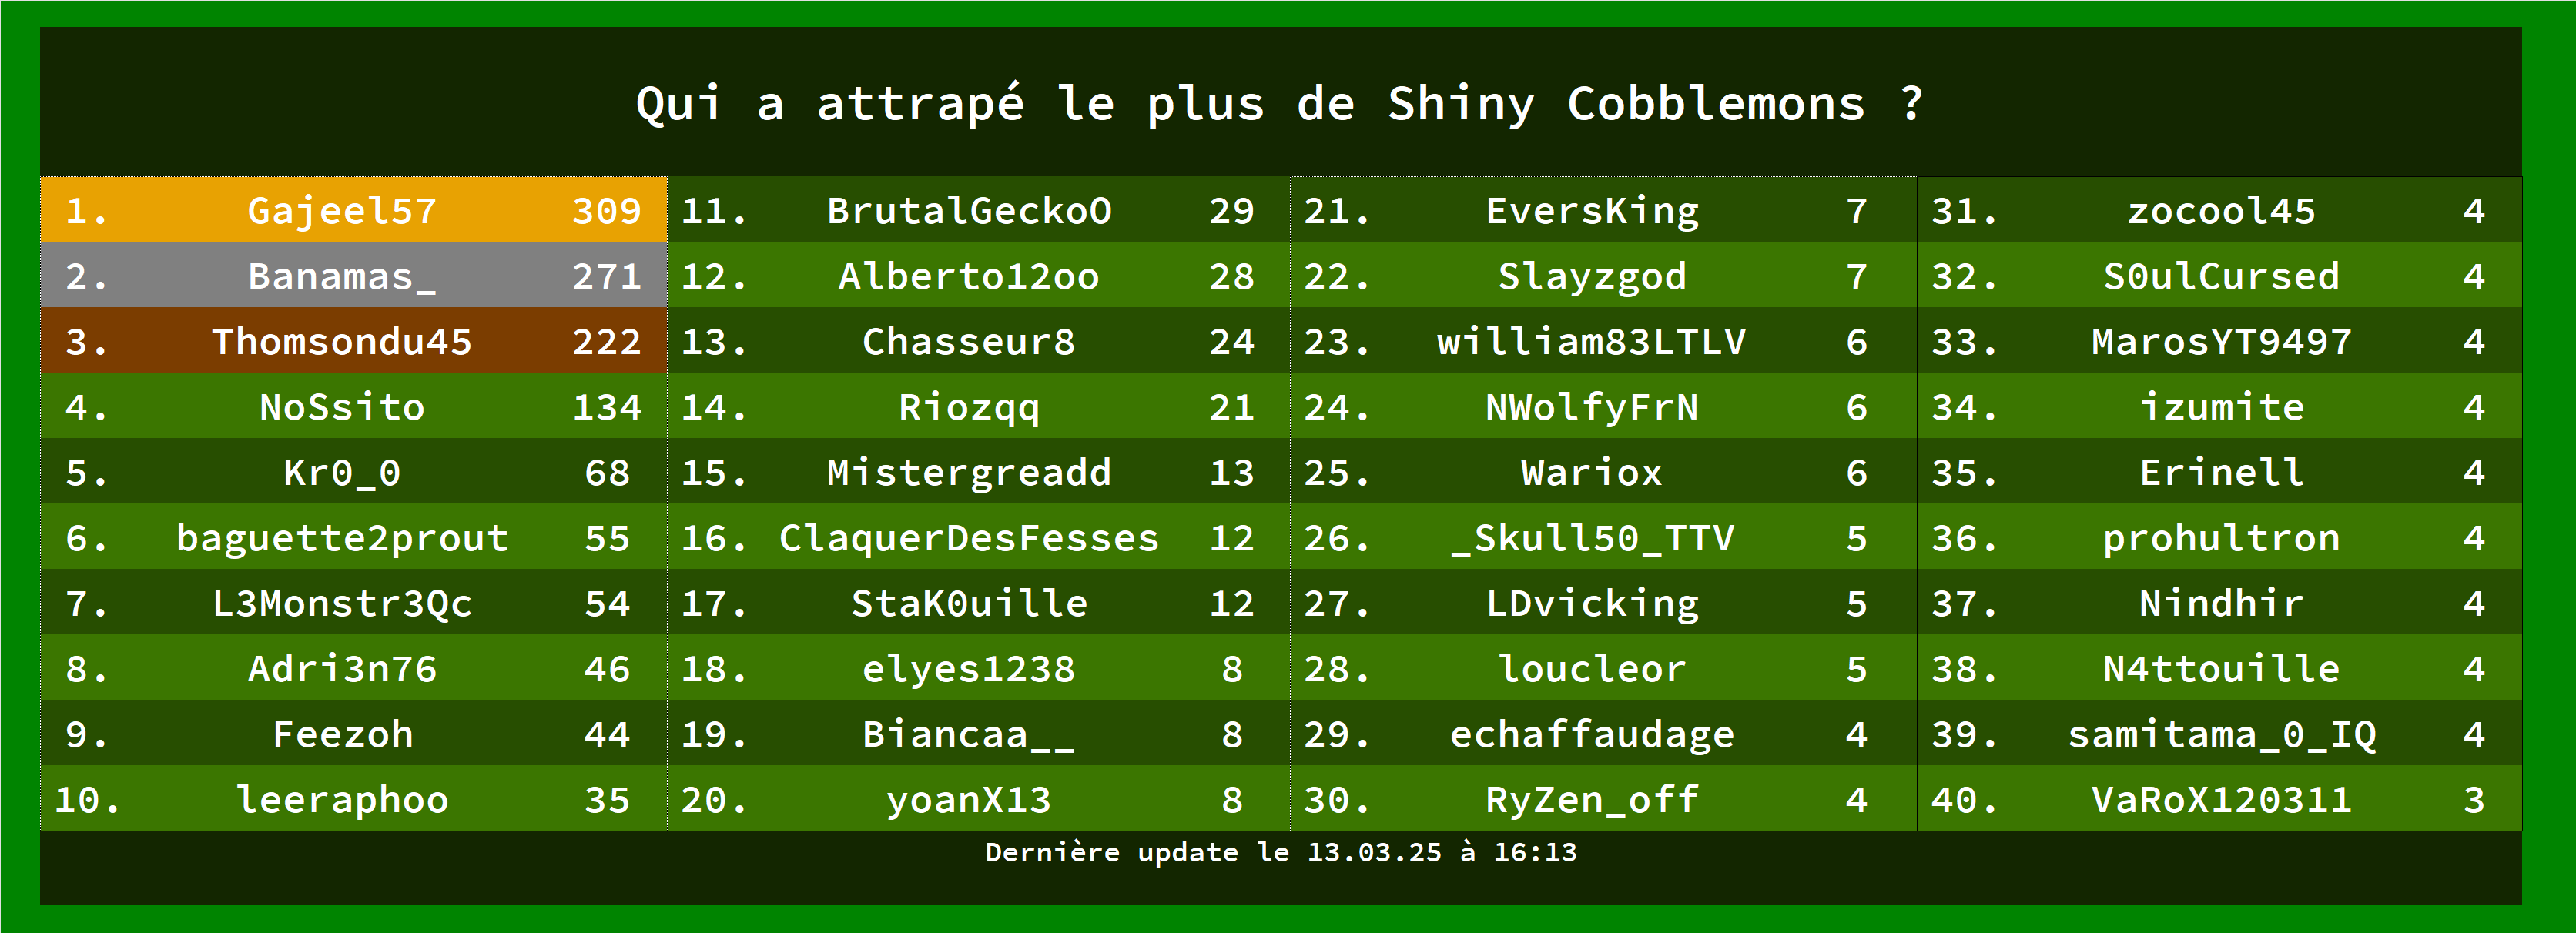 Qui a attrapé le plus de Shiny Cobblemons ?
1. Gajeel57 309
2. Banamas_ 271
3. Thomsondu45 222
4. NoSsito 134
5. Kr0_0 68
6. baguette2prout 55
7. L3Monstr3Qc 54
8. Adri3n76 46
9. Feezoh 44
10. leeraphoo 35
11. BrutalGeckoO 29
12. Alberto12oo 28
13. Chasseur8 24
14. Riozqq 21
15. Mistergreadd 13
16. ClaquerDesFesses 12
17. StaK0uille 12
18. elyes1238 8
19. Biancaa__ 8
20. yoanX13 8
21. EversKing 7
22. Slayzgod 7
23. william83LTLV 6
24. NWolfyFrN 6
25. Wariox 6
26. _Skull50_TTV 5
27. LDvicking 5
28. loucleor 5
29. echaffaudage 4
30. RyZen_off 4
31. zocool45 4
32. S0ulCursed 4
33. MarosYT9497 4
34. izumite 4
35. Erinell 4
36. prohultron 4
37. Nindhir 4
38. N4ttouille 4
39. samitama_0_IQ 4
40. VaRoX120311 3
Dernière update le 13.03.25 à 16:13